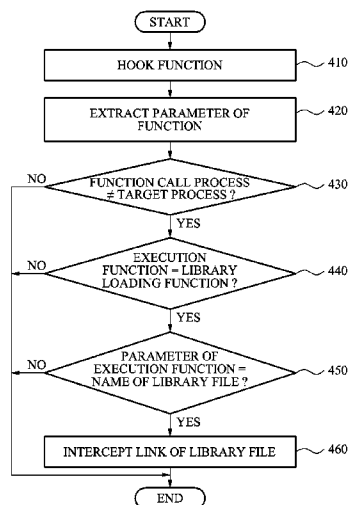 START
HOOK FUNCTION
410
EXTRACT PARAMETER OF
FUNCTION
420
FUNCTION CALL PROCESS
≠ TARGET PROCESS ?
430
NO
YES
EXECUTION
FUNCTION = LIBRARY
LOADING FUNCTION ?
440
NO
YES
PARAMETER OF
EXECUTION FUNCTION =
NAME OF LIBRARY FILE ?
450
NO
YES
INTERCEPT LINK OF LIBRARY FILE
460
END